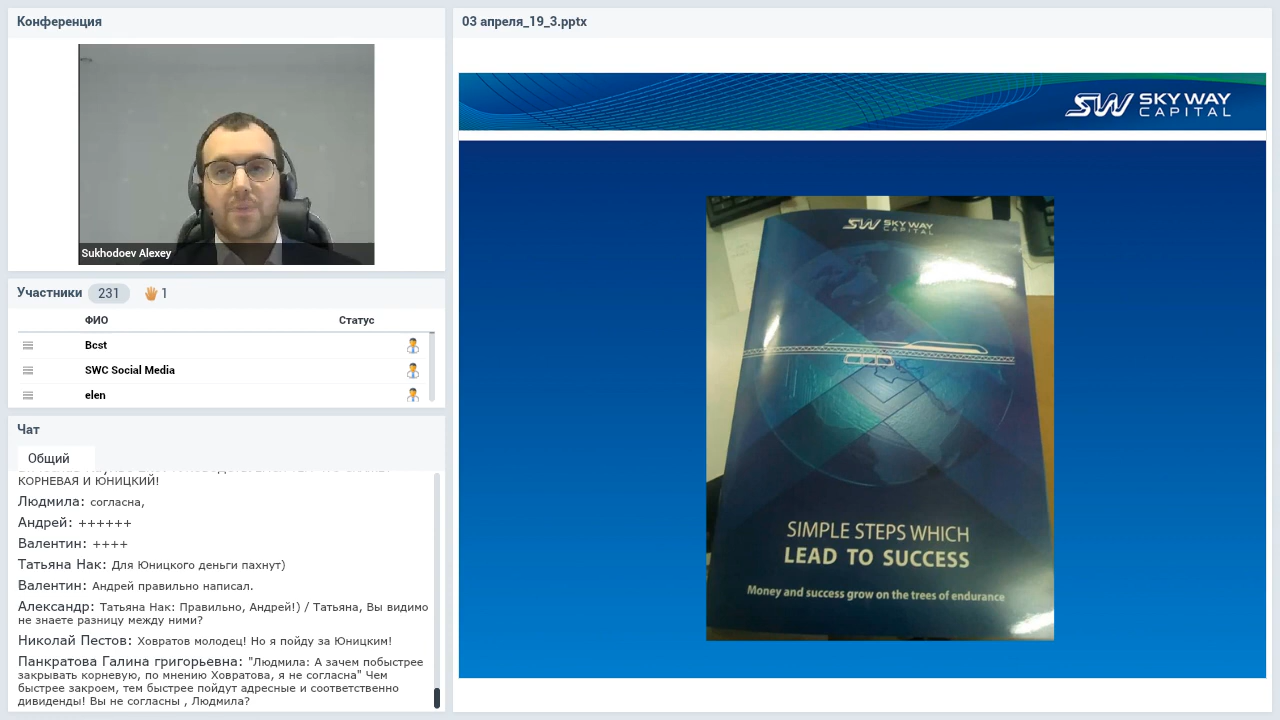 Конференция
Sukhodoev Alexey
Участники 231 1
ФИО Статус
Bcst
SWC Social Media
elen
Чат
Общий
КОРНЕВАЯ И ЮНИЦКИЙ!
Людмила: согласна,
Андрей: ++++++
Валентин: ++++
Татьяна Нак: Для Юницкого деньги пахнут)
Валентин: Андрей правильно написал.
Александр: Татьяна Нак: Правильно, Андрей!) / Татьяна, Вы видимо
не знаете разницу между ними?
Николай Пестов: Ховратов молодец! Но я пойду за Юницким!
Панкратова Галина григорьевна: "Людмила: А зачем побыстрее
закрывать корневую, по мнению Ховратова, я не согласна" Чем
быстрее закроем, тем быстрее пойдут адресные и соответственно
дивиденды! Вы не согласны , Людмила?
03 апреля_19_3.pptx
SW SKY WAY
CAPITAL
SW SKY WAY
CAPITAL
SIMPLE STEPS WHICH
LEAD TO SUCCESS
Money and success grow on the trees of endurance